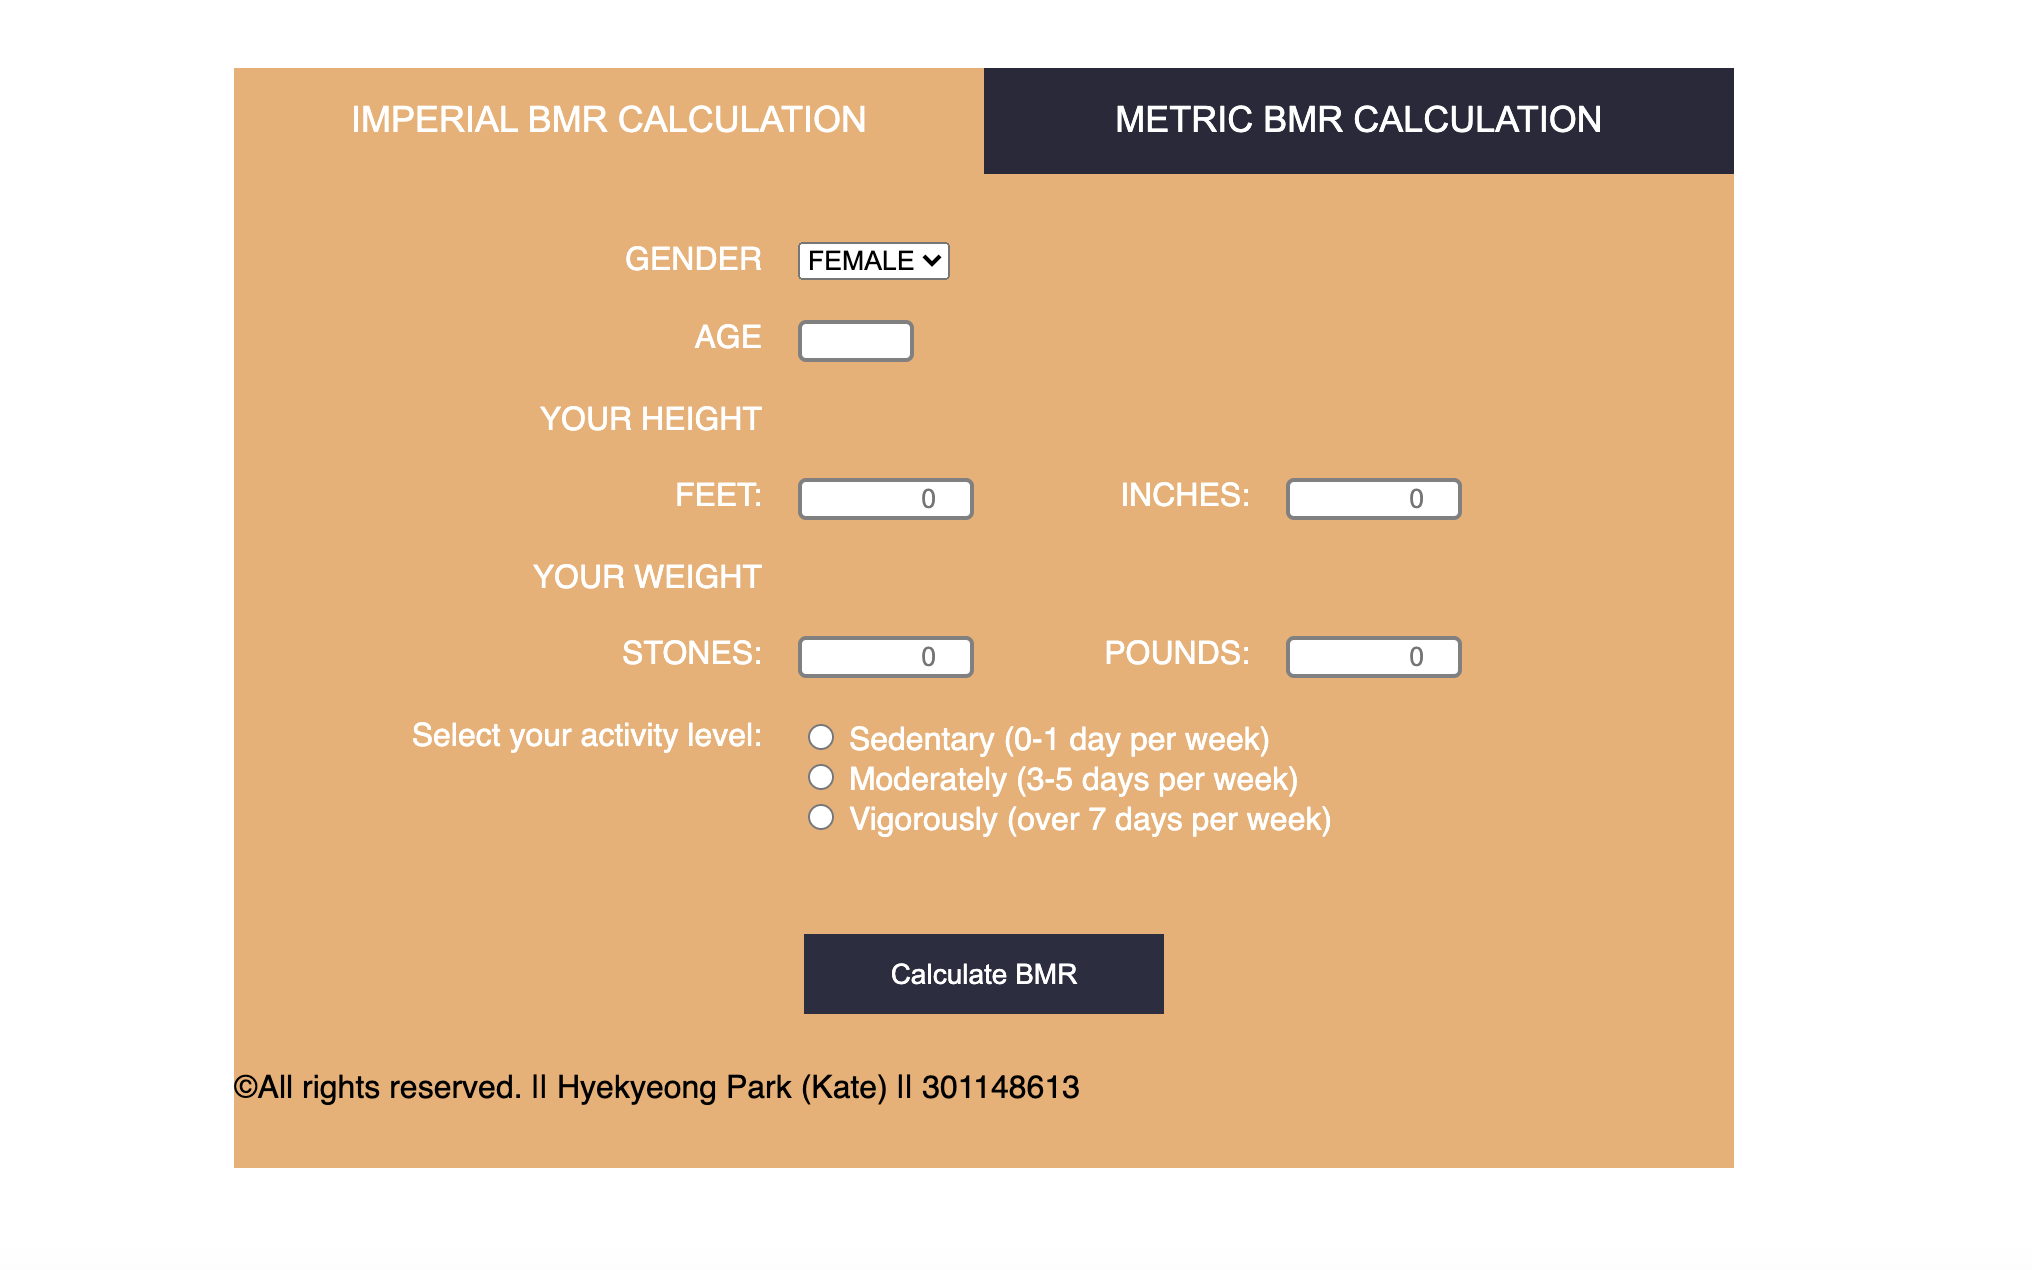 IMPERIAL BMR CALCULATION
METRIC BMR CALCULATION
GENDER FEMALE
AGE
YOUR HEIGHT
FEET: 0 INCHES: 0
YOUR WEIGHT
STONES: 0 POUNDS: 0
Select your activity level: Sedentary (0-1 day per week)
Moderately (3-5 days per week)
Vigorously (over 7 days per week)
Calculate BMR
©All rights reserved. ll Hyekyeong Park (Kate) ll 301148613